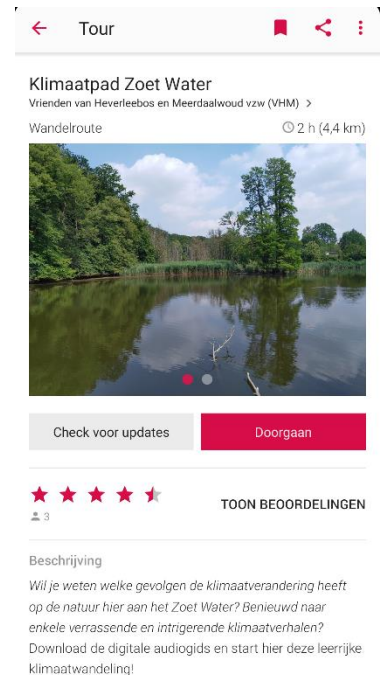 Tour
Klimaatpad Zoet Water
Vrienden van Heverleebos en Meerdaalwoud vzw (VHM) >
Wandelroute 2 h (4,4 km)
Check voor updates Doorgaan
3 TOON BEOORDELINGEN
Beschrijving
Wil je weten welke gevolgen de klimaatverandering heeft
op de natuur hier aan het Zoet Water? Benieuwd naar
enkele verrassende en intrigerende klimaatverhalen?
Download de digitale audiogids en start hier deze leerrijke
klimaatwandeling!